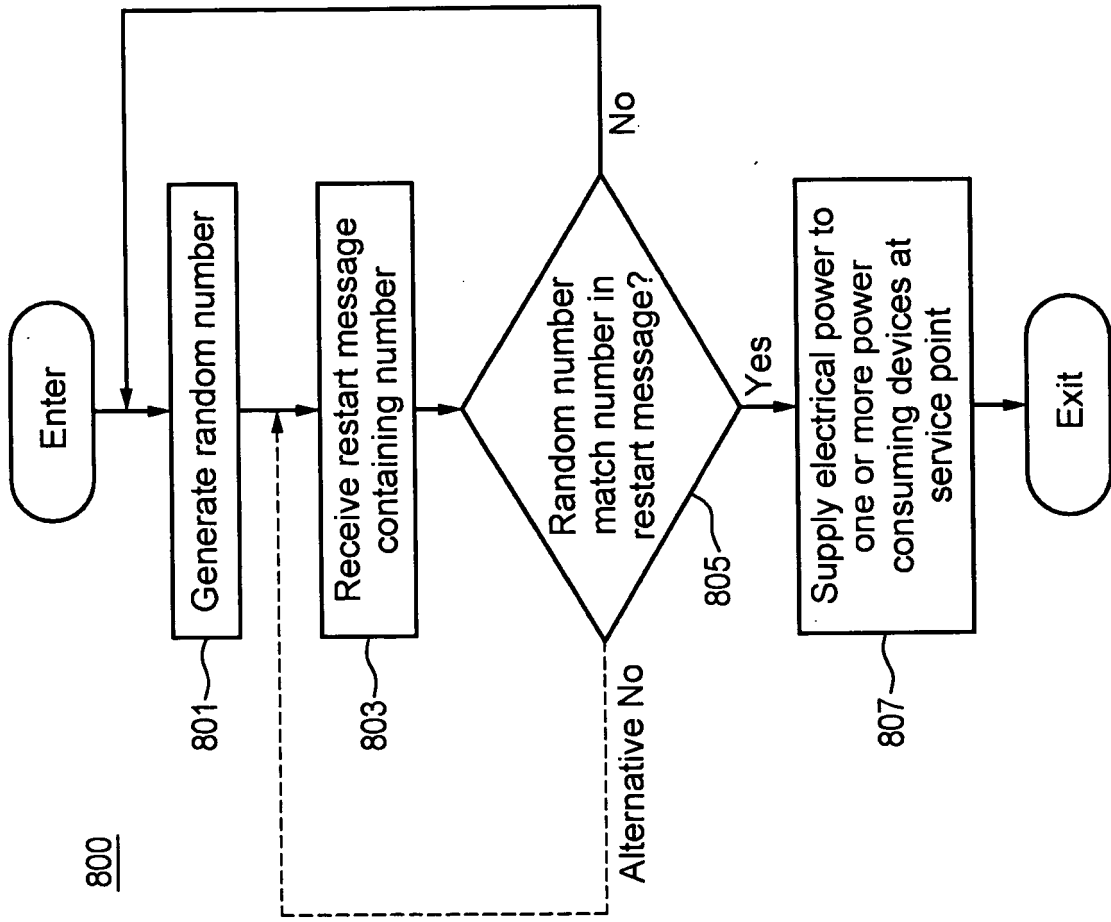 800
Enter
801
Generate random number
803
Receive restart message
containing number
Random number
match number in
restart message?
805
No
Alternative No
Yes
807
Supply electrical power to
one or more power
consuming devices at
service point
Exit